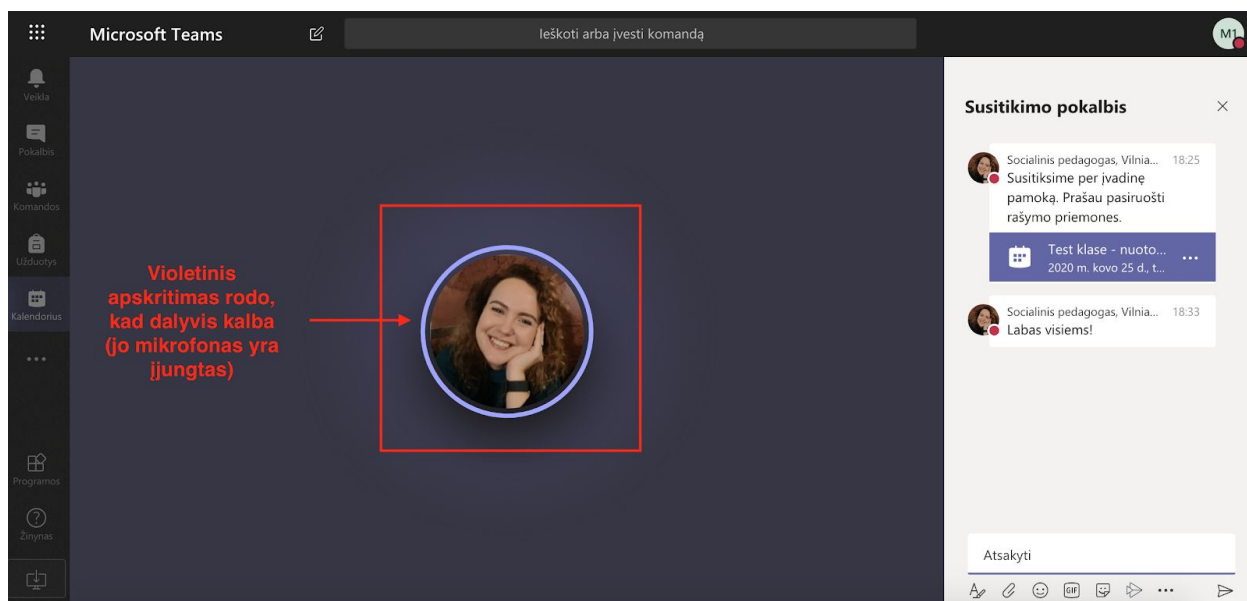 Microsoft Teams
Ieškoti arba įvesti komandą
M1
Veikla
Pokalbis
Komandos
Užduotys
Kalendorius
Programos
Žinynas
Violetinis
apskritimas rodo,
kad dalyvis kalba
(jo mikrofonas yra
įjungtas)
Susitikimo pokalbis
Socialinis pedagogas, Vilnia... 18:25
Susitiksime per įvadinę
pamoką. Prašau pasiruošti
rašymo priemones.
Test klase - nuoto...
2020 m. kovo 25 d., t...
Socialinis pedagogas, Vilnia... 18:33
Labas visiems!
Atsakyti
GIF